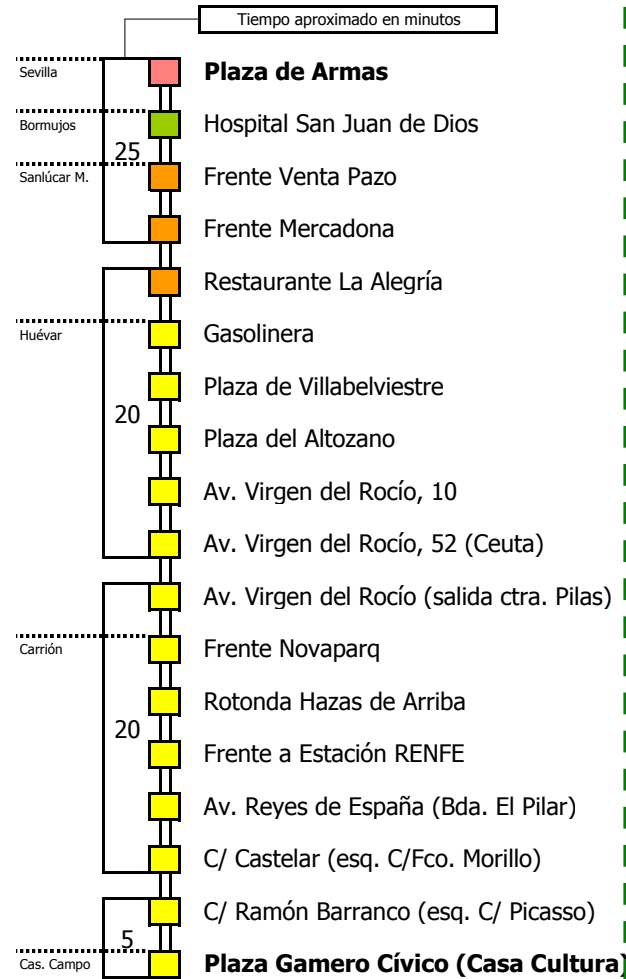 Tiempo aproximado en minutos
Sevilla
Plaza de Armas
Bormujos
Hospital San Juan de Dios
25
Sanlúcar M.
Frente Venta Pazo
Frente Mercadona
Restaurante La Alegría
Huévar
Gasolinera
Plaza de Villabelviestre
20
Plaza del Altozano
Av. Virgen del Rocío, 10
Av. Virgen del Rocío, 52 (Ceuta)
Av. Virgen del Rocío (salida ctra. Pilas)
Carrión
Frente Novaparq
Rotonda Hazas de Arriba
20
Frente a Estación RENFE
Av. Reyes de España (Bda. El Pilar)
C/ Castelar (esq. C/Fco. Morillo)
C/ Ramón Barranco (esq. C/ Picasso)
5
Cas. Campo
Plaza Gamero Cívico (Casa Cultura)